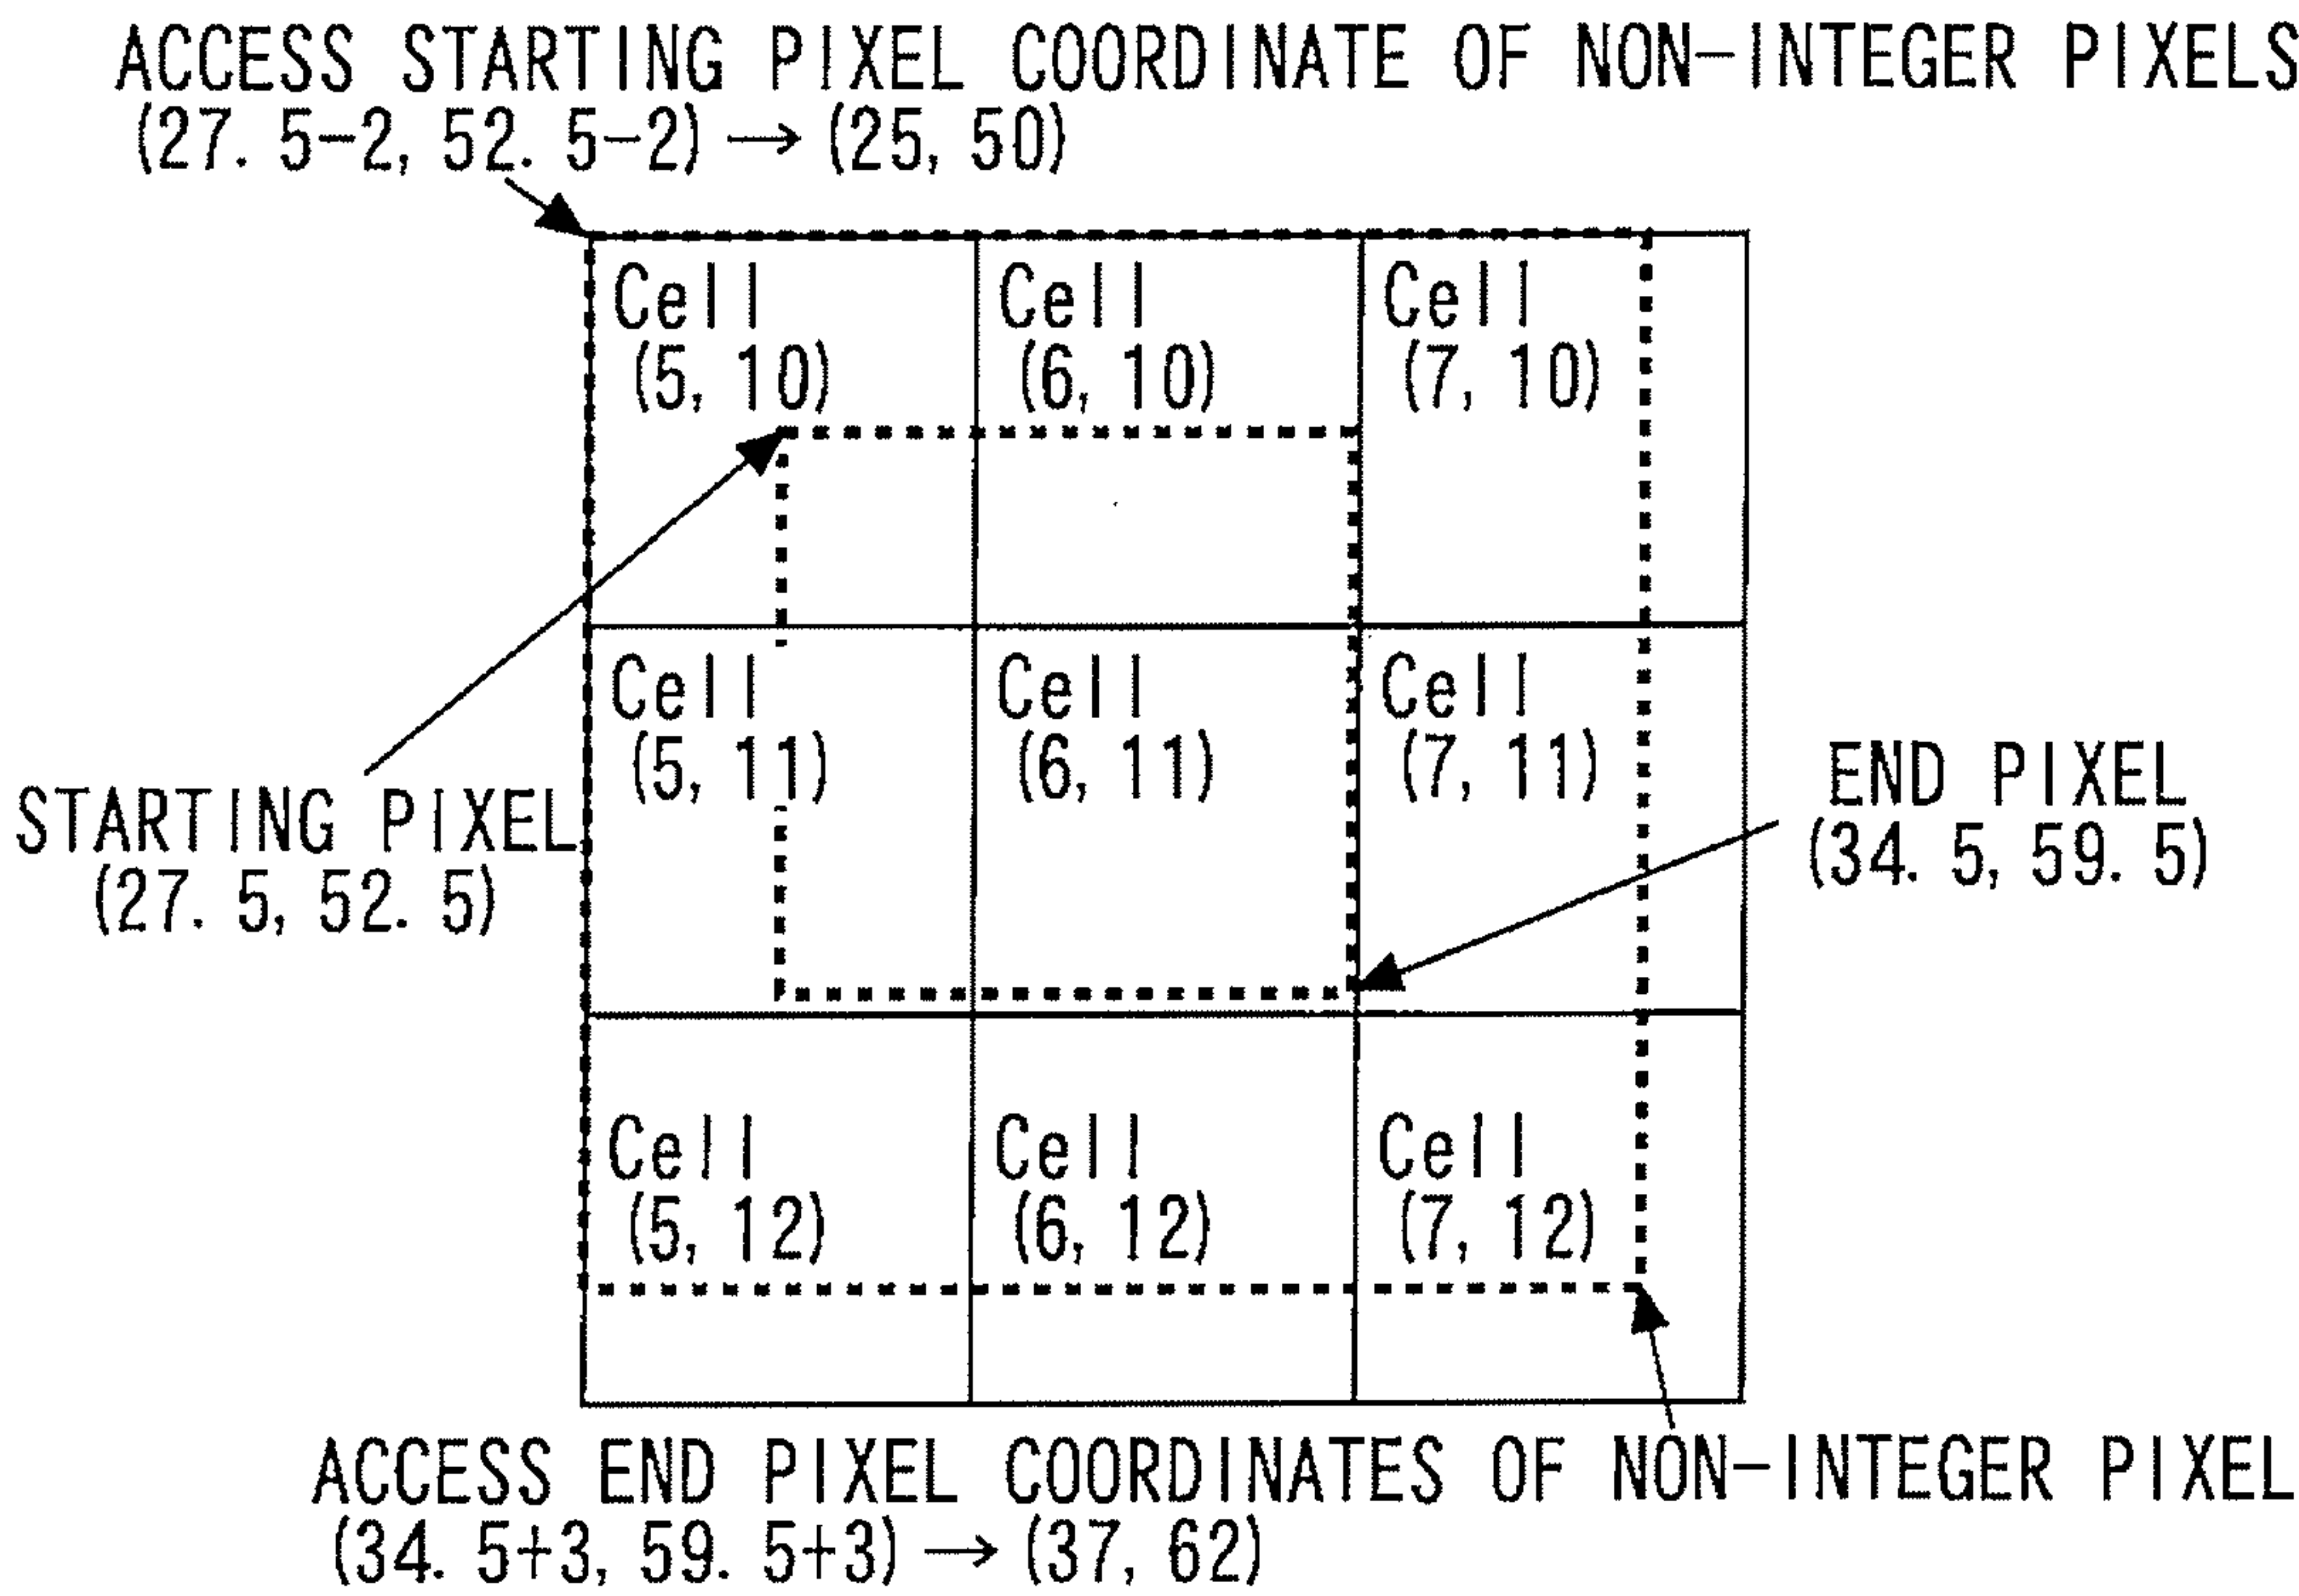 ACCESS STARTING PIXEL COORDINATE OF NON-INTEGER PIXELS
(27. 5-2, 52. 5-2) → (25, 50)
Cell
(5, 10)
Cell
(6, 10)
Cell
(7, 10)
Cell
(5, 11)
Cell
(6, 11)
Cell
(7, 11)
STARTING PIXEL
(27. 5, 52. 5)
END PIXEL
(34. 5, 59. 5)
Cell
(5, 12)
Cell
(6, 12)
Cell
(7, 12)
ACCESS END PIXEL COORDINATES OF NON-INTEGER PIXEL
(34. 5+3, 59. 5+3) → (37, 62)